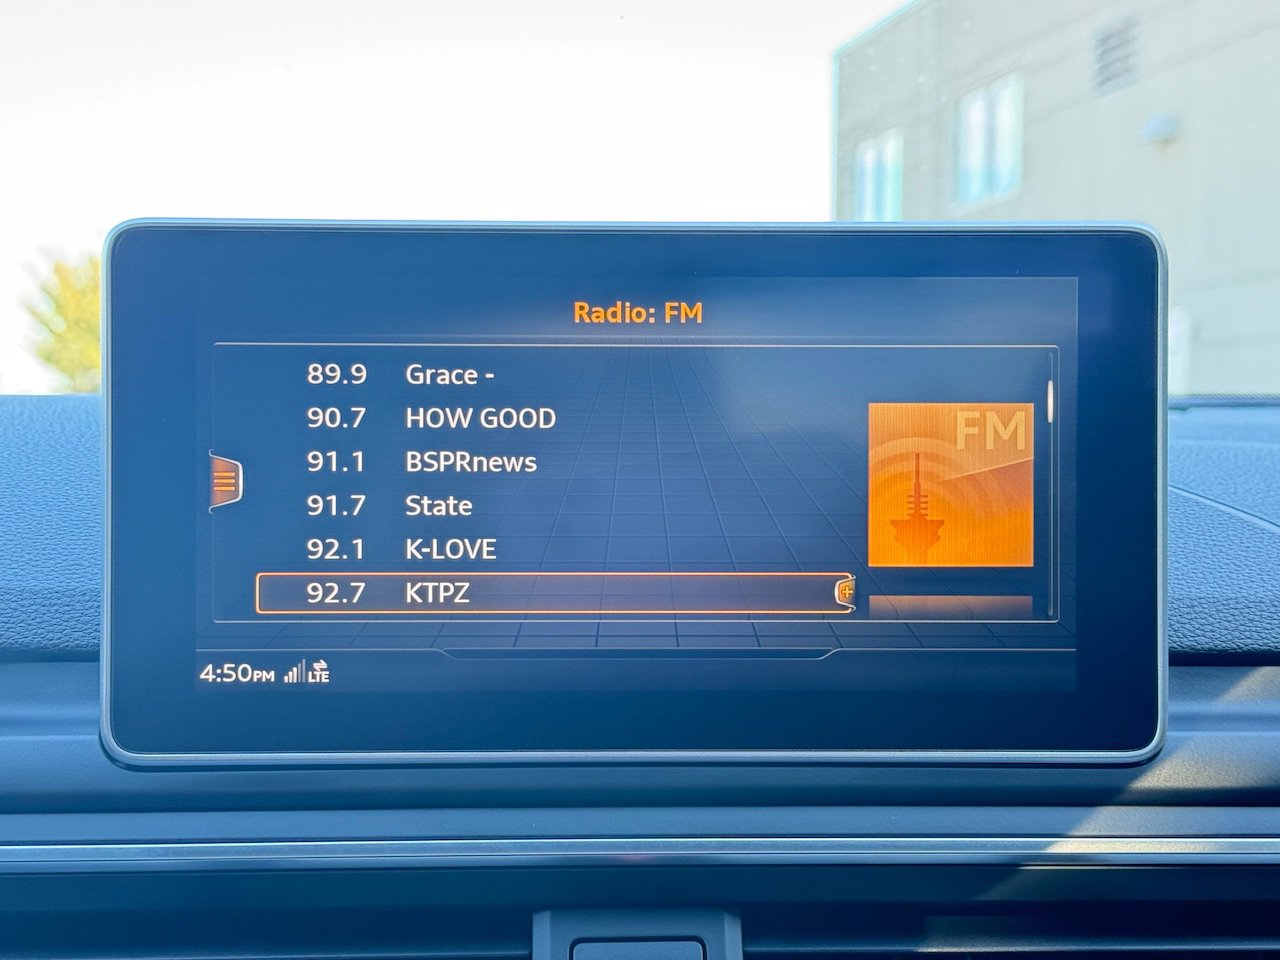 Radio: FM
89.9 Grace -
90.7 HOW GOOD
91.1 BSPRnews
91.7 State
92.1 K-LOVE
92.7 KTPZ
FM
4:50PM LTE